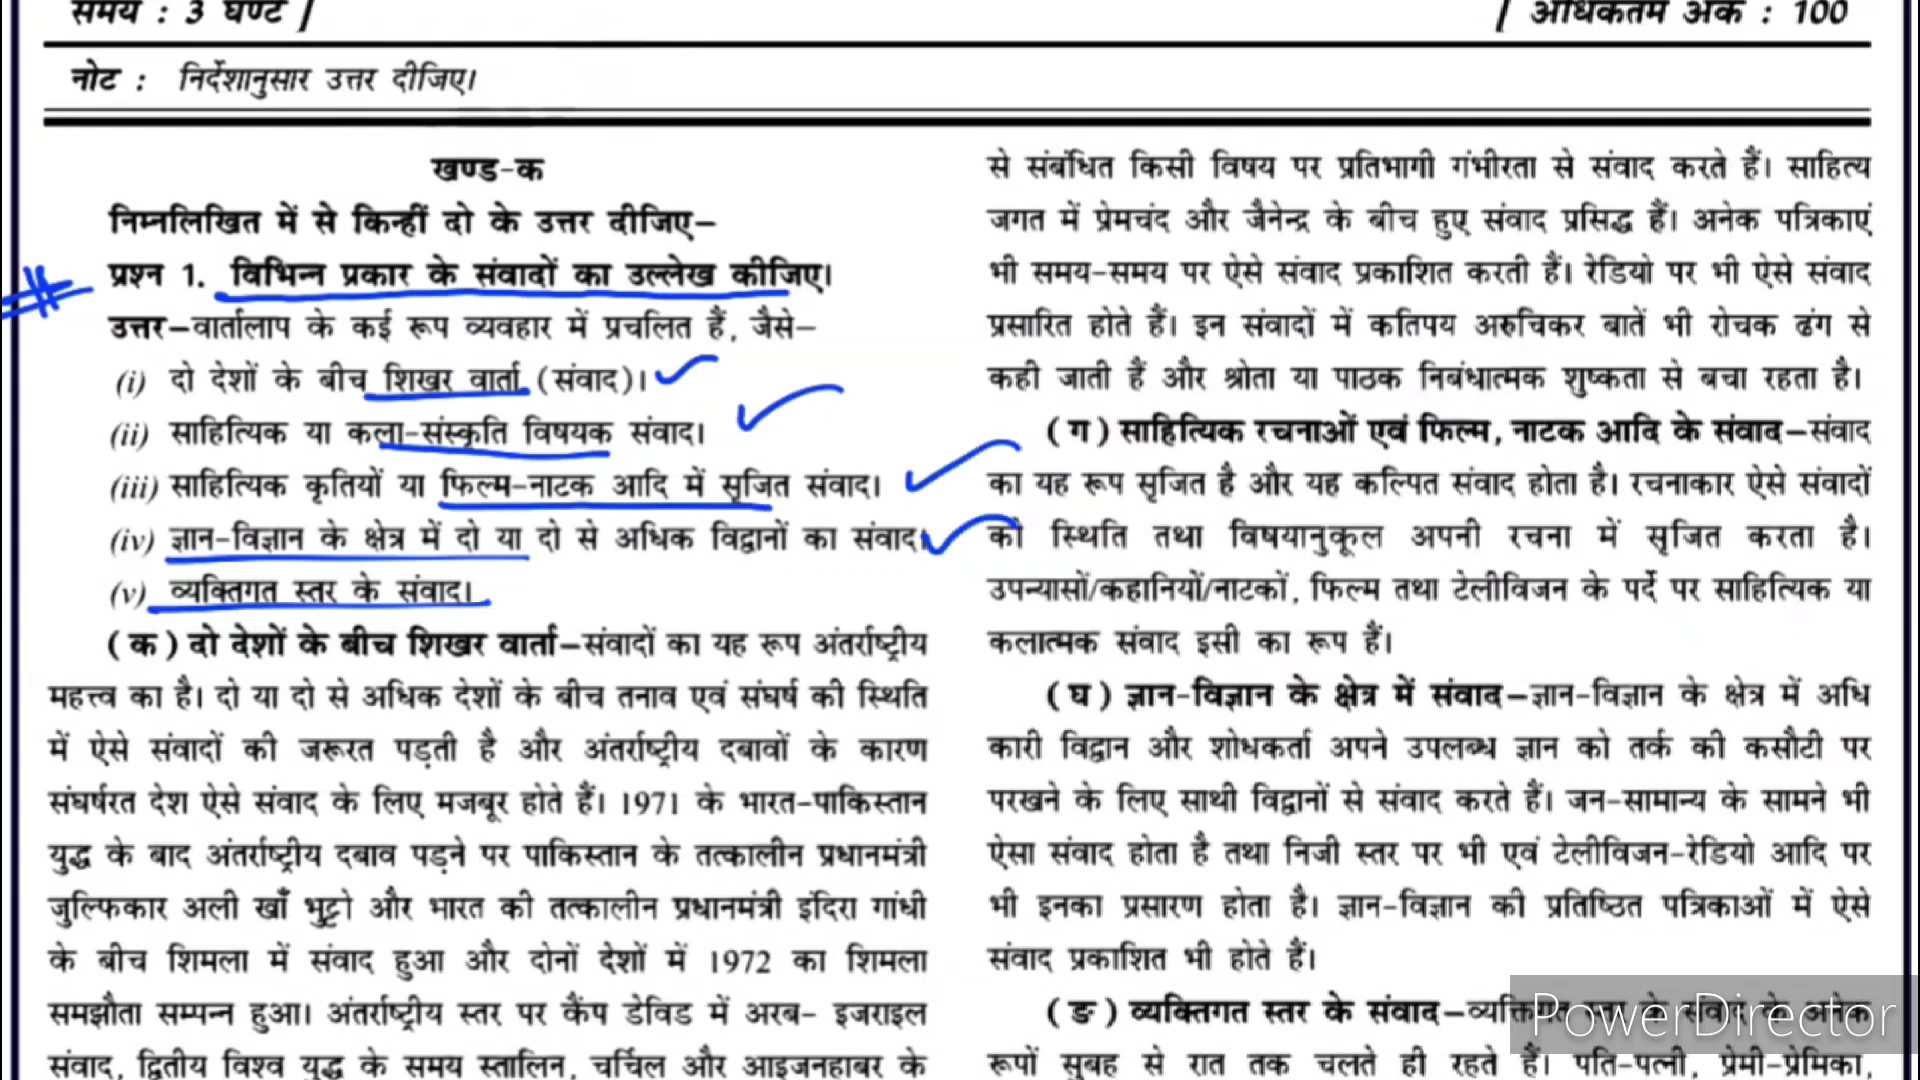 समय : 3 घण्टे ]
[ अधिकतम अंक : 100
नोट : निर्देशानुसार उत्तर दीजिए।
खण्ड-क
निम्नलिखित में से किन्हीं दो के उत्तर दीजिए–
प्रश्न 1. विभिन्न प्रकार के संवादों का उल्लेख कीजिए।
उत्तर–वार्तालाप के कई रूप व्यवहार में प्रचलित हैं, जैसे–
(i) दो देशों के बीच शिखर वार्ता (संवाद)।
(ii) साहित्यिक या कला-संस्कृति विषयक संवाद।
(iii) साहित्यिक कृतियों या फिल्म-नाटक आदि में सृजित संवाद।
(iv) ज्ञान-विज्ञान के क्षेत्र में दो या दो से अधिक विद्वानों का संवाद।
(v) व्यक्तिगत स्तर के संवाद।
(क) दो देशों के बीच शिखर वार्ता–संवादों का यह रूप अंतर्राष्ट्रीय
महत्त्व का है। दो या दो से अधिक देशों के बीच तनाव एवं संघर्ष की स्थिति
में ऐसे संवादों की जरूरत पड़ती है और अंतर्राष्ट्रीय दबावों के कारण
संघर्षरत देश ऐसे संवाद के लिए मजबूर होते हैं। 1971 के भारत-पाकिस्तान
युद्ध के बाद अंतर्राष्ट्रीय दबाव पड़ने पर पाकिस्तान के तत्कालीन प्रधानमंत्री
जुल्फिकार अली खाँ भुट्टो और भारत की तत्कालीन प्रधानमंत्री इंदिरा गांधी
के बीच शिमला में संवाद हुआ और दोनों देशों में 1972 का शिमला
समझौता सम्पन्न हुआ। अंतर्राष्ट्रीय स्तर पर कैंप डेविड में अरब- इजराइल
संवाद, द्वितीय विश्व युद्ध के समय स्तालिन, चर्चिल और आइजनहाबर के
से संबंधित किसी विषय पर प्रतिभागी गंभीरता से संवाद करते हैं। साहित्य
जगत में प्रेमचंद और जैनेन्द्र के बीच हुए संवाद प्रसिद्ध हैं। अनेक पत्रिकाएं
भी समय-समय पर ऐसे संवाद प्रकाशित करती हैं। रेडियो पर भी ऐसे संवाद
प्रसारित होते हैं। इन संवादों में कतिपय अरुचिकर बातें भी रोचक ढंग से
कही जाती हैं और श्रोता या पाठक निबंधात्मक शुष्कता से बचा रहता है।
(ग) साहित्यिक रचनाओं एवं फिल्म, नाटक आदि के संवाद–संवाद
का यह रूप सृजित है और यह कल्पित संवाद होता है। रचनाकार ऐसे संवादों
की स्थिति तथा विषयानुकूल अपनी रचना में सृजित करता है।
उपन्यासों/कहानियों/नाटकों, फिल्म तथा टेलीविजन के पर्दे पर साहित्यिक या
कलात्मक संवाद इसी का रूप हैं।
(घ) ज्ञान-विज्ञान के क्षेत्र में संवाद–ज्ञान-विज्ञान के क्षेत्र में अधि
कारी विद्वान और शोधकर्ता अपने उपलब्ध ज्ञान को तर्क की कसौटी पर
परखने के लिए साथी विद्वानों से संवाद करते हैं। जन-सामान्य के सामने भी
ऐसा संवाद होता है तथा निजी स्तर पर भी एवं टेलीविजन-रेडियो आदि पर
भी इनका प्रसारण होता है। ज्ञान-विज्ञान की प्रतिष्ठित पत्रिकाओं में ऐसे
संवाद प्रकाशित भी होते हैं।
(ङ) व्यक्तिगत स्तर के संवाद–व्यक्तिगत स्तर के संवाद के अनेक
रूपों सुबह से रात तक चलते ही रहते हैं। पति-पत्नी, प्रेमी-प्रेमिका,
PowerDirector